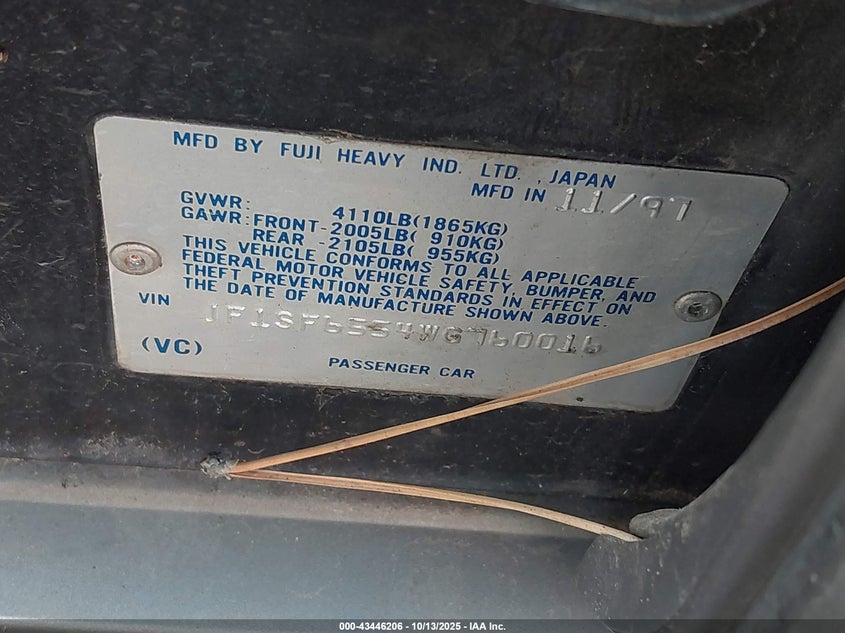 MFD BY FUJI HEAVY IND. LTD., JAPAN
MFD IN 11/97
GVWR: 4110LB(1865KG)
GAWR:FRONT-2005LB( 910KG)
REAR -2105LB( 955KG)
THIS VEHICLE CONFORMS TO ALL APPLICABLE
FEDERAL MOTOR VEHICLE SAFETY, BUMPER, AND
THEFT PREVENTION STANDARDS IN EFFECT ON
THE DATE OF MANUFACTURE SHOWN ABOVE.
VIN JF1SF6554WG760016
(VC)
PASSENGER CAR
000-43446206 - 10/13/2025 - IAA Inc.